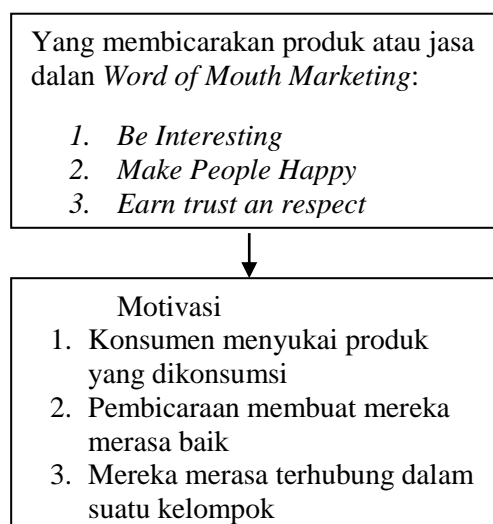 Yang membicarakan produk atau jasa
dalan Word of Mouth Marketing:
1. Be Interesting
2. Make People Happy
3. Earn trust an respect
Motivasi
1. Konsumen menyukai produk
yang dikonsumsi
2. Pembicaraan membuat mereka
merasa baik
3. Mereka merasa terhubung dalam
suatu kelompok